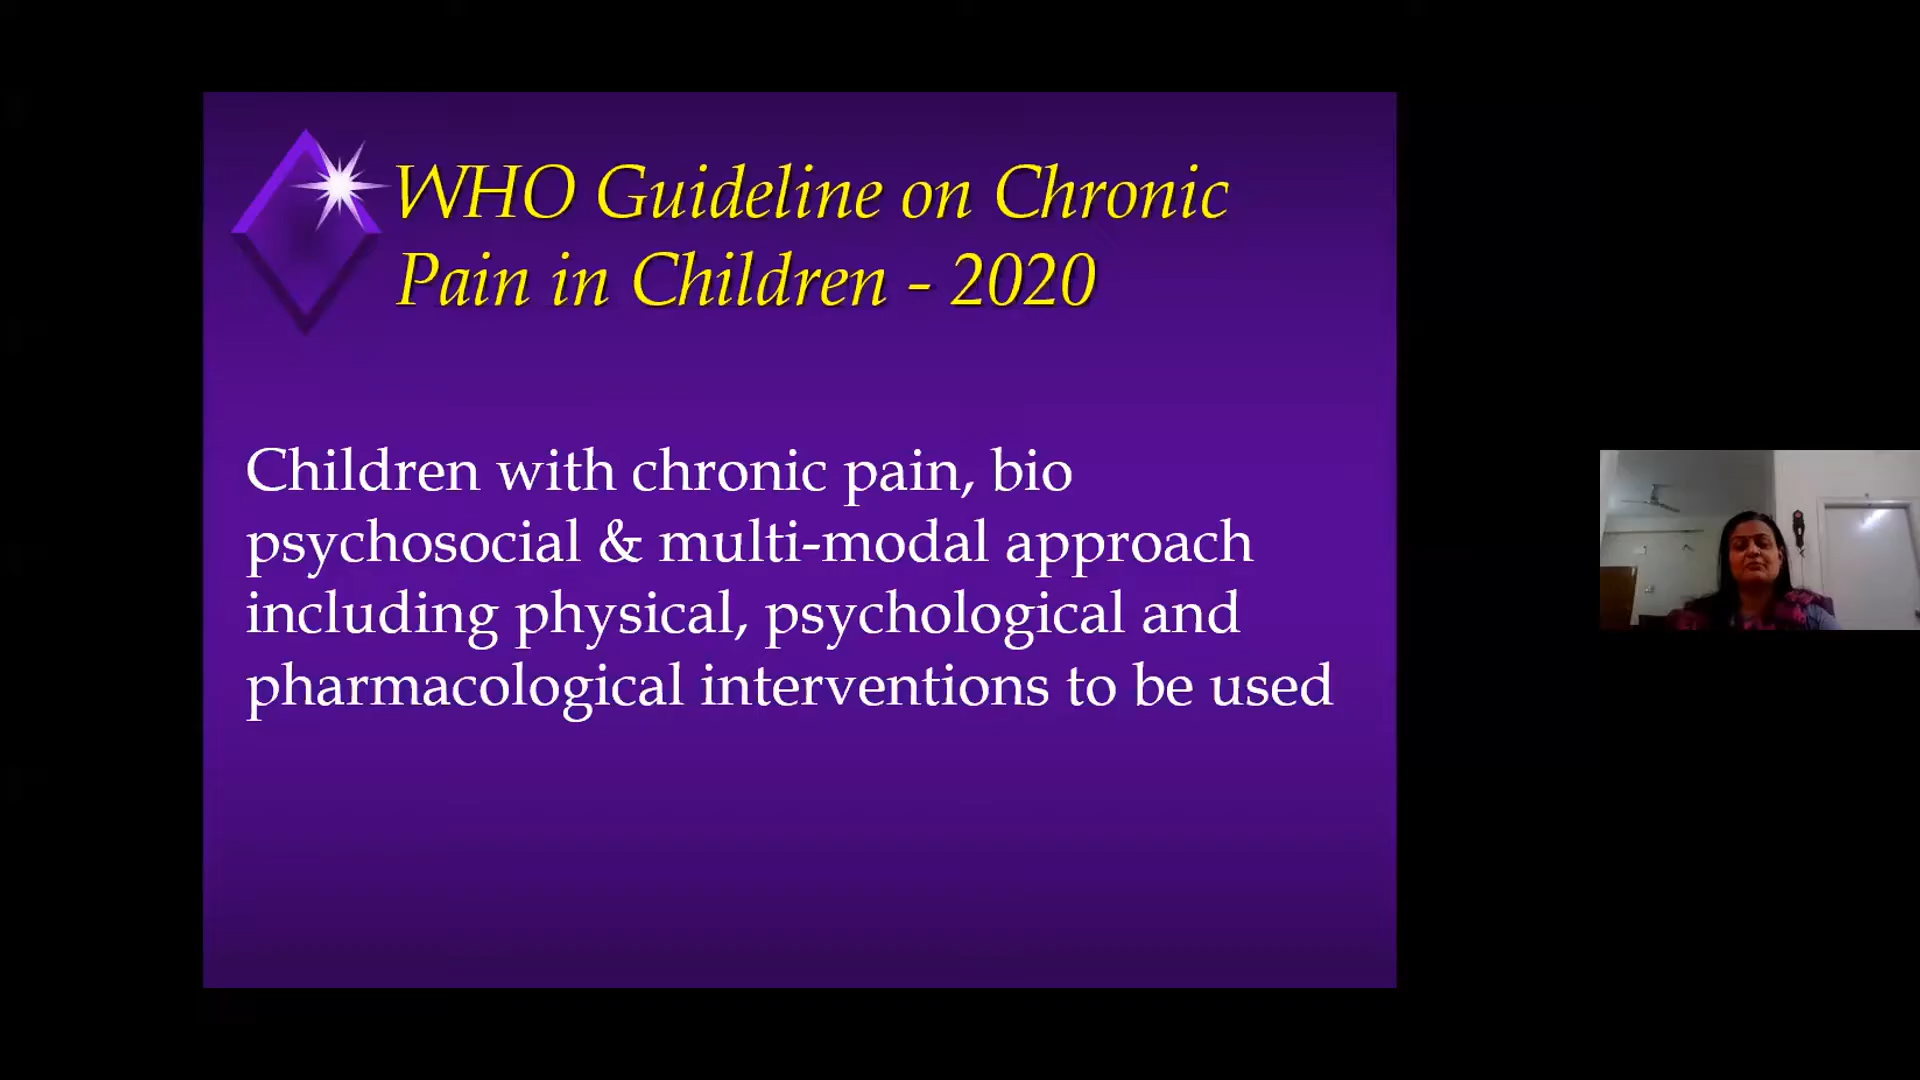 WHO Guideline on Chronic
Pain in Children - 2020
Children with chronic pain, bio
psychosocial & multi-modal approach
including physical, psychological and
pharmacological interventions to be used